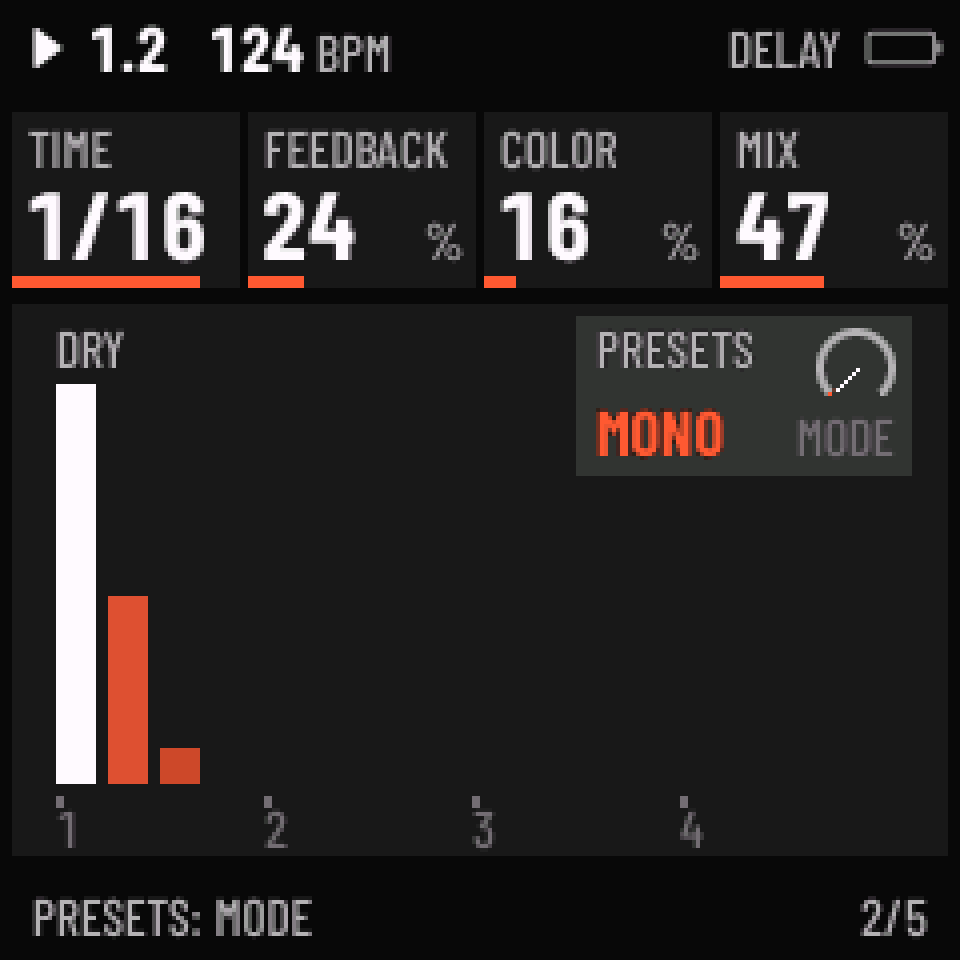 1.2 124 BPM DELAY
TIME FEEDBACK COLOR MIX
1/16 24 % 16 % 47 %
DRY PRESETS
MONO MODE
1 2 3 4
PRESETS: MODE 2/5